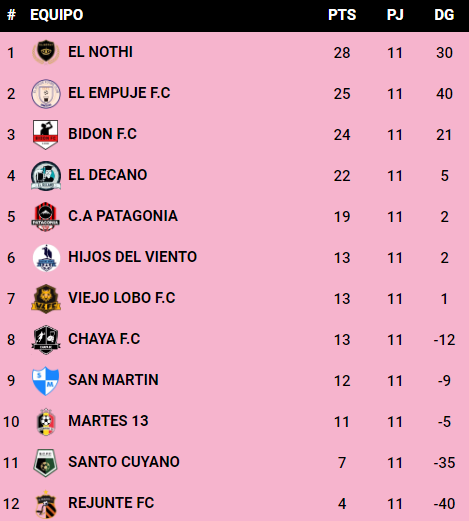 # EQUIPO PTS PJ DG
1 EL NOTHI 28 11 30
2 EL EMPUJE F.C 25 11 40
3 BIDON F.C 24 11 21
4 EL DECANO 22 11 5
5 C.A PATAGONIA 19 11 2
6 HIJOS DEL VIENTO 13 11 2
7 VIEJO LOBO F.C 13 11 1
8 CHAYA F.C 13 11 -12
9 SAN MARTIN 12 11 -9
10 MARTES 13 11 11 -5
11 SANTO CUYANO 7 11 -35
12 REJUNTE FC 4 11 -40